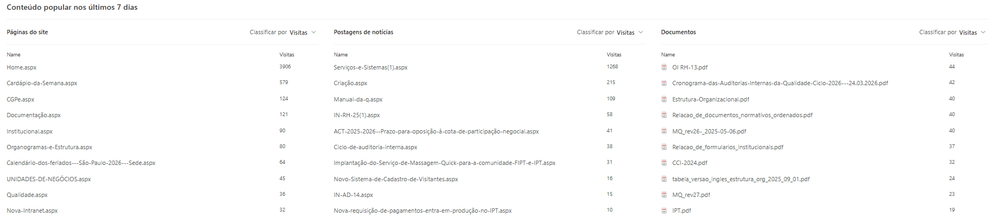 Conteúdo popular nos últimos 7 dias
Páginas do site
Classificar por Visitas
Name Visitas
Home.aspx 3906
Cardápio-da-Semana.aspx 579
CGPe.aspx 124
Documentação.aspx 121
Institucional.aspx 90
Organogramas-e-Estrutura.aspx 80
Calendário-dos-feriados---São-Paulo-2026---Sede.aspx 64
UNIDADES-DE-NEGÓCIOS.aspx 45
Qualidade.aspx 36
Nova-Intranet.aspx 32
Postagens de notícias
Classificar por Visitas
Name Visitas
Serviços-e-Sistemas(1).aspx 1268
Criação.aspx 215
Manual-da-q.aspx 109
IN-RH-25(1).aspx 58
ACT-2025-2026--Prazo-para-oposição-à-cota-de-participação-negocial.aspx 41
Ciclo-de-auditoria-interna.aspx 38
Implantação-do-Serviço-de-Massagem-Quick-para-a-comunidade-FIPT-e-IPT.aspx 31
Novo-Sistema-de-Cadastro-de-Visitantes.aspx 16
IN-AD-14.aspx 15
Nova-requisição-de-pagamentos-entra-em-produção-no-IPT.aspx 10
Documentos
Classificar por Visitas
Name Visitas
OI RH-13.pdf 44
Cronograma-das-Auditorias-Internas-da-Qualidade-Ciclo-2026---24.03.2026.pdf 42
Estrutura-Organizacional.pdf 40
Relacao_de_documentos_normativos_ordenados.pdf 40
MQ_rev26-_2025-05-06.pdf 40
Relacao_de_formularios_institucionais.pdf 37
CCI-2024.pdf 32
tabela_versao_ingles_estrutura_org_2025_09_01.pdf 24
MQ_rev27.pdf 23
IPT.pdf 19